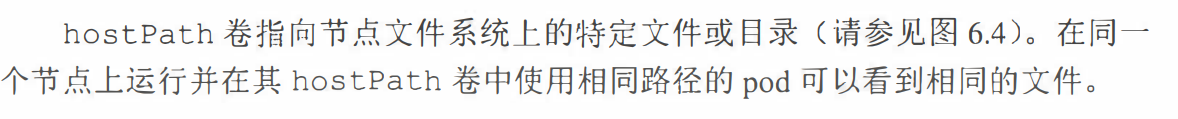 hostPath 卷指向节点文件系统上的特定文件或目录（请参见图 6.4）。在同一
个节点上运行并在其 hostPath 卷中使用相同路径的 pod 可以看到相同的文件。